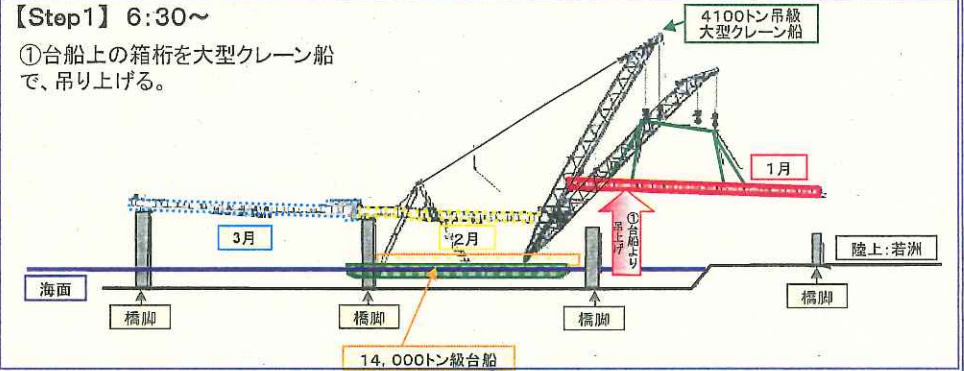 【Step1】 6:30～
①台船上の箱桁を大型クレーン船
で、吊り上げる。
4100トン吊級
大型クレーン船
1月
①台船より
吊上げ
3月
2月
陸上:若洲
海面
橋脚
橋脚
橋脚
橋脚
14,000トン級台船